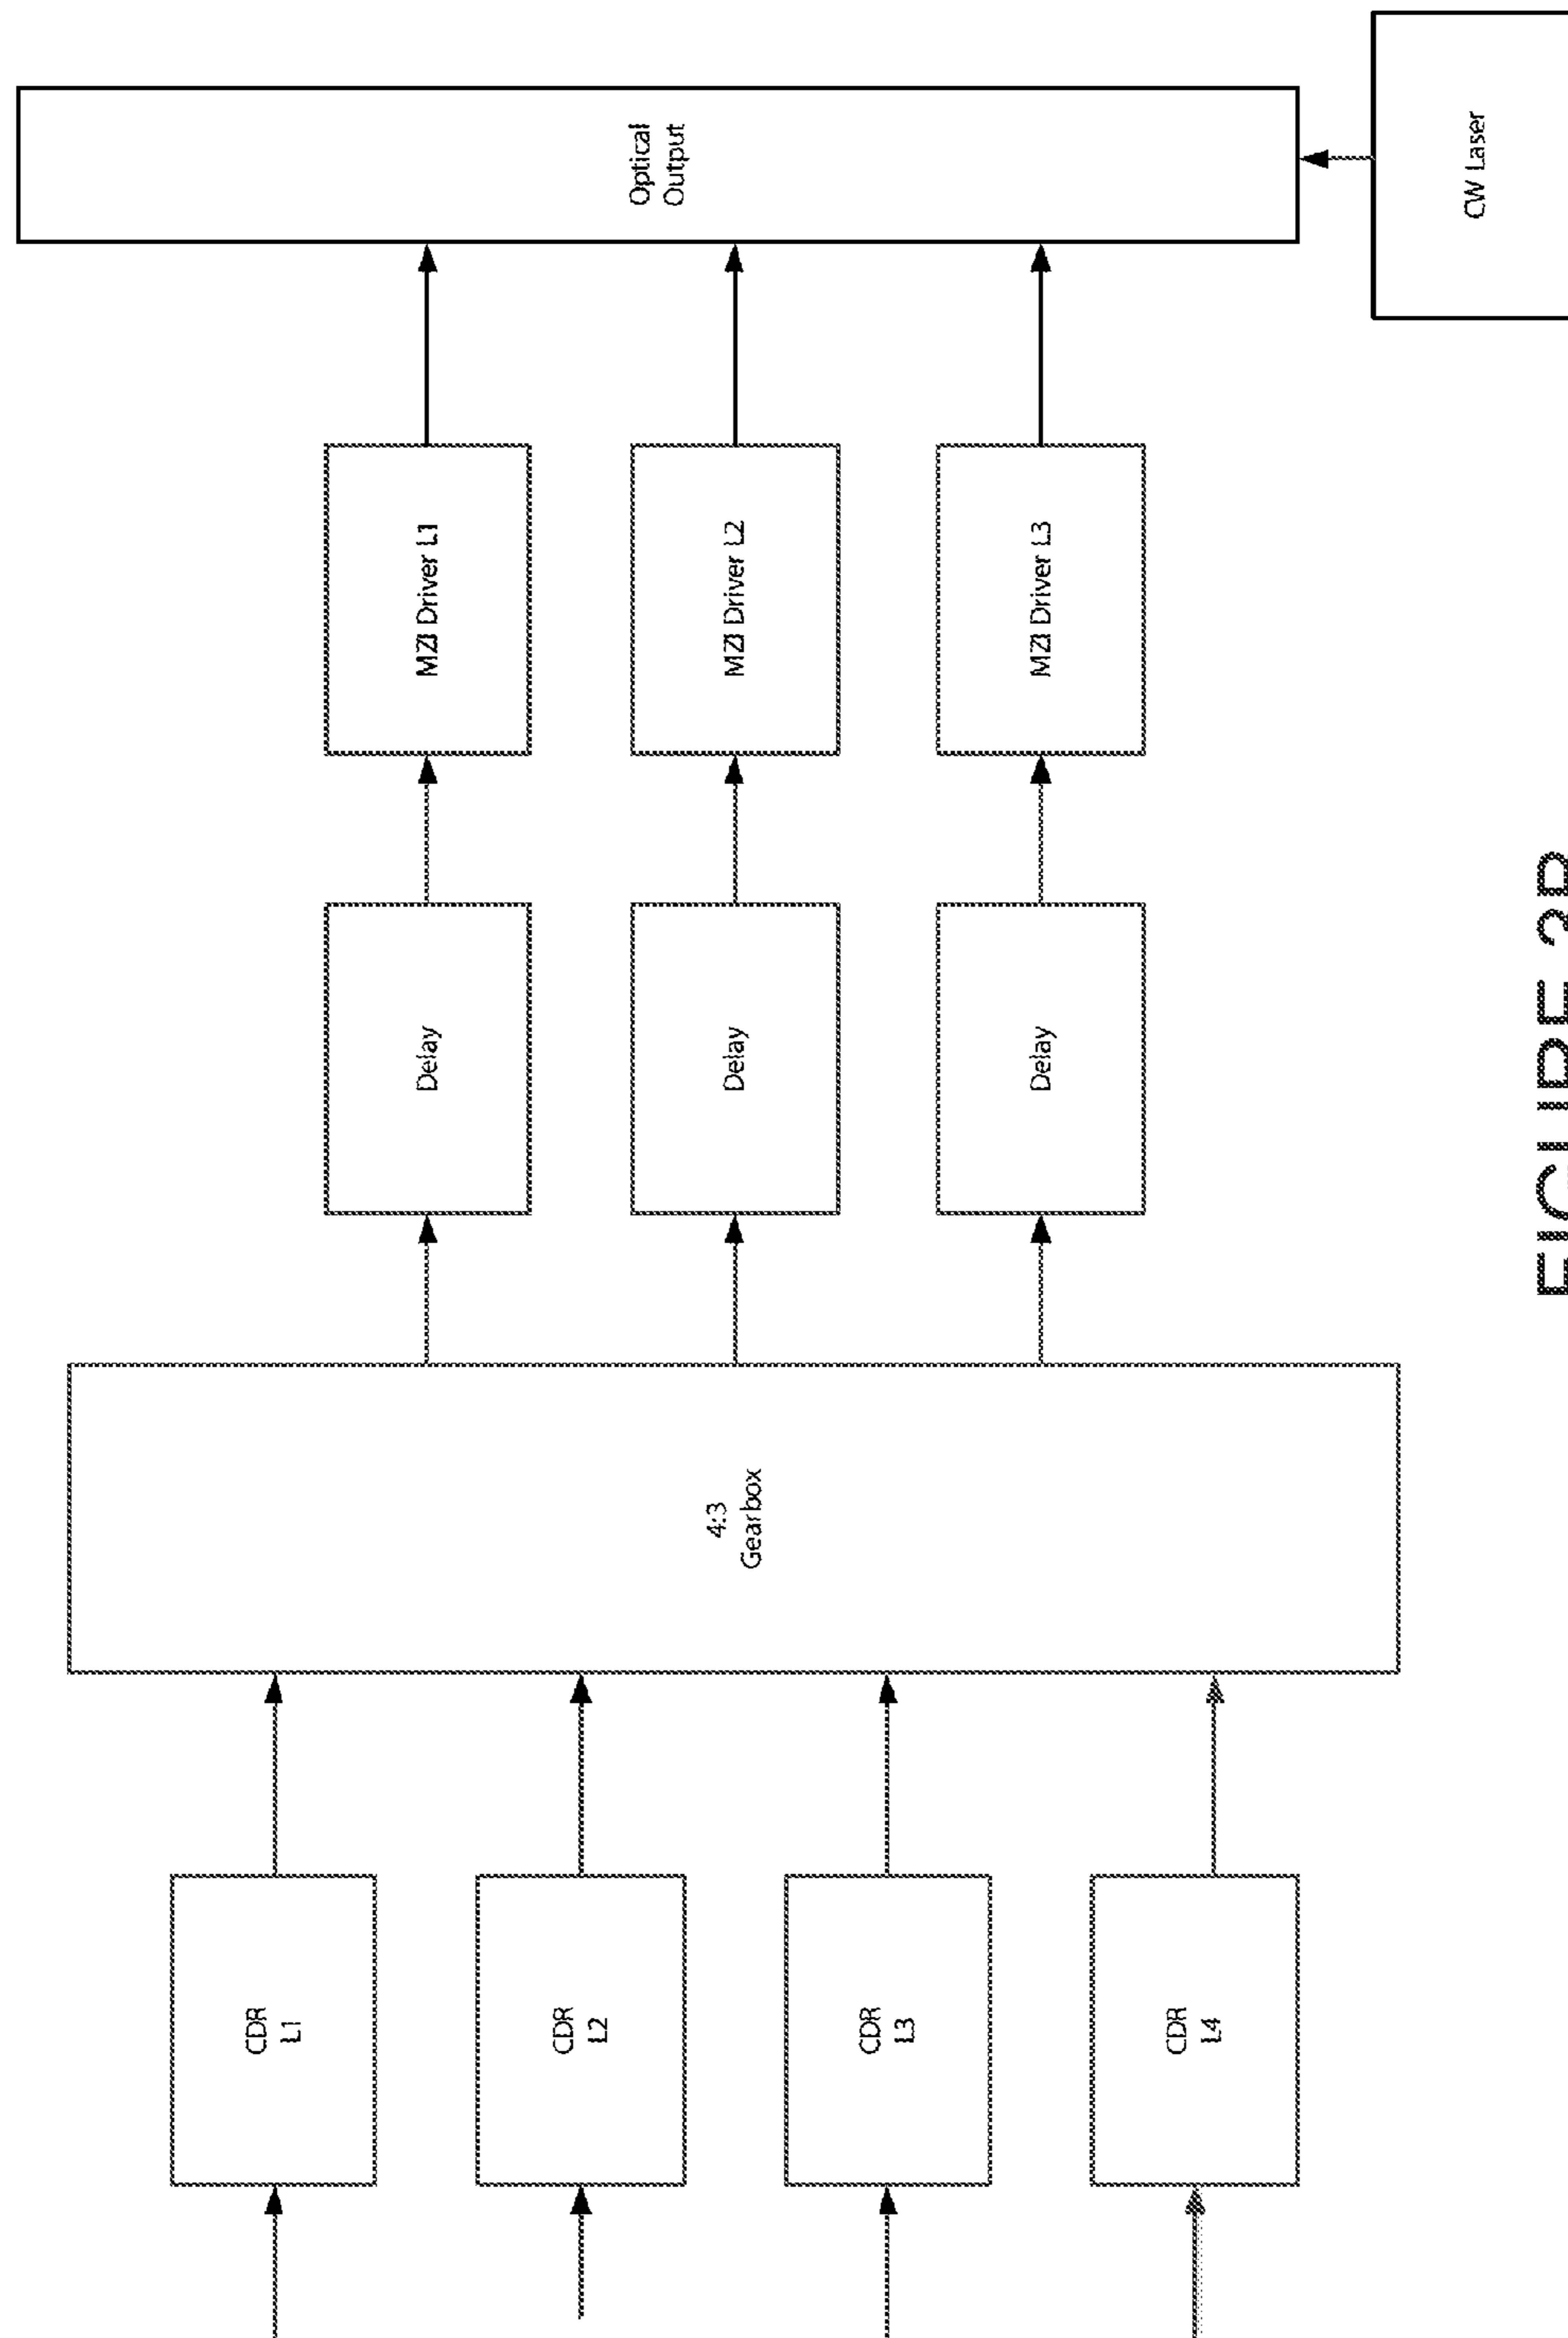 CDR
L1
CDR
L2
CDR
L3
CDR
L4
4:3
Gearbox
Delay
Delay
Delay
MZI Driver L1
MZI Driver L2
MZI Driver L3
Optical
Output
CW Laser
FIGURE